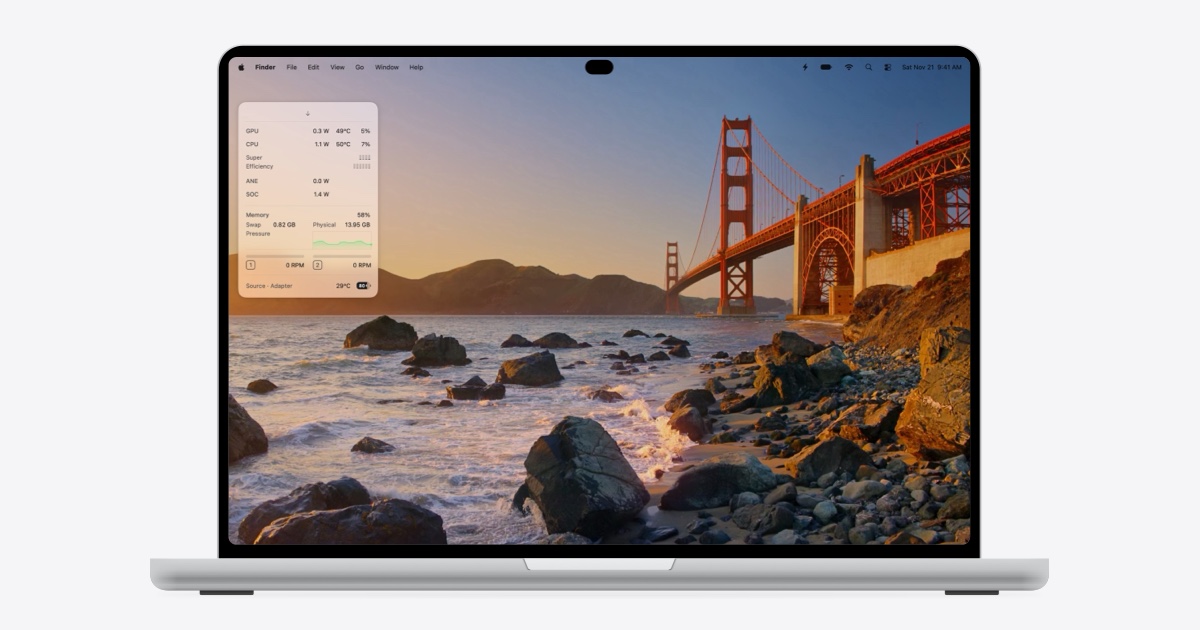 Finder File Edit View Go Window Help Sat Nov 21 9:41 AM
GPU 0.3 W 49°C 5%
CPU 1.1 W 50°C 7%
Super
Efficiency
ANE 0.0 W
SOC 1.4 W
Memory 58%
Swap 0.82 GB Physical 13.95 GB
Pressure
1 0 RPM 2 0 RPM
Source · Adapter 29°C 40